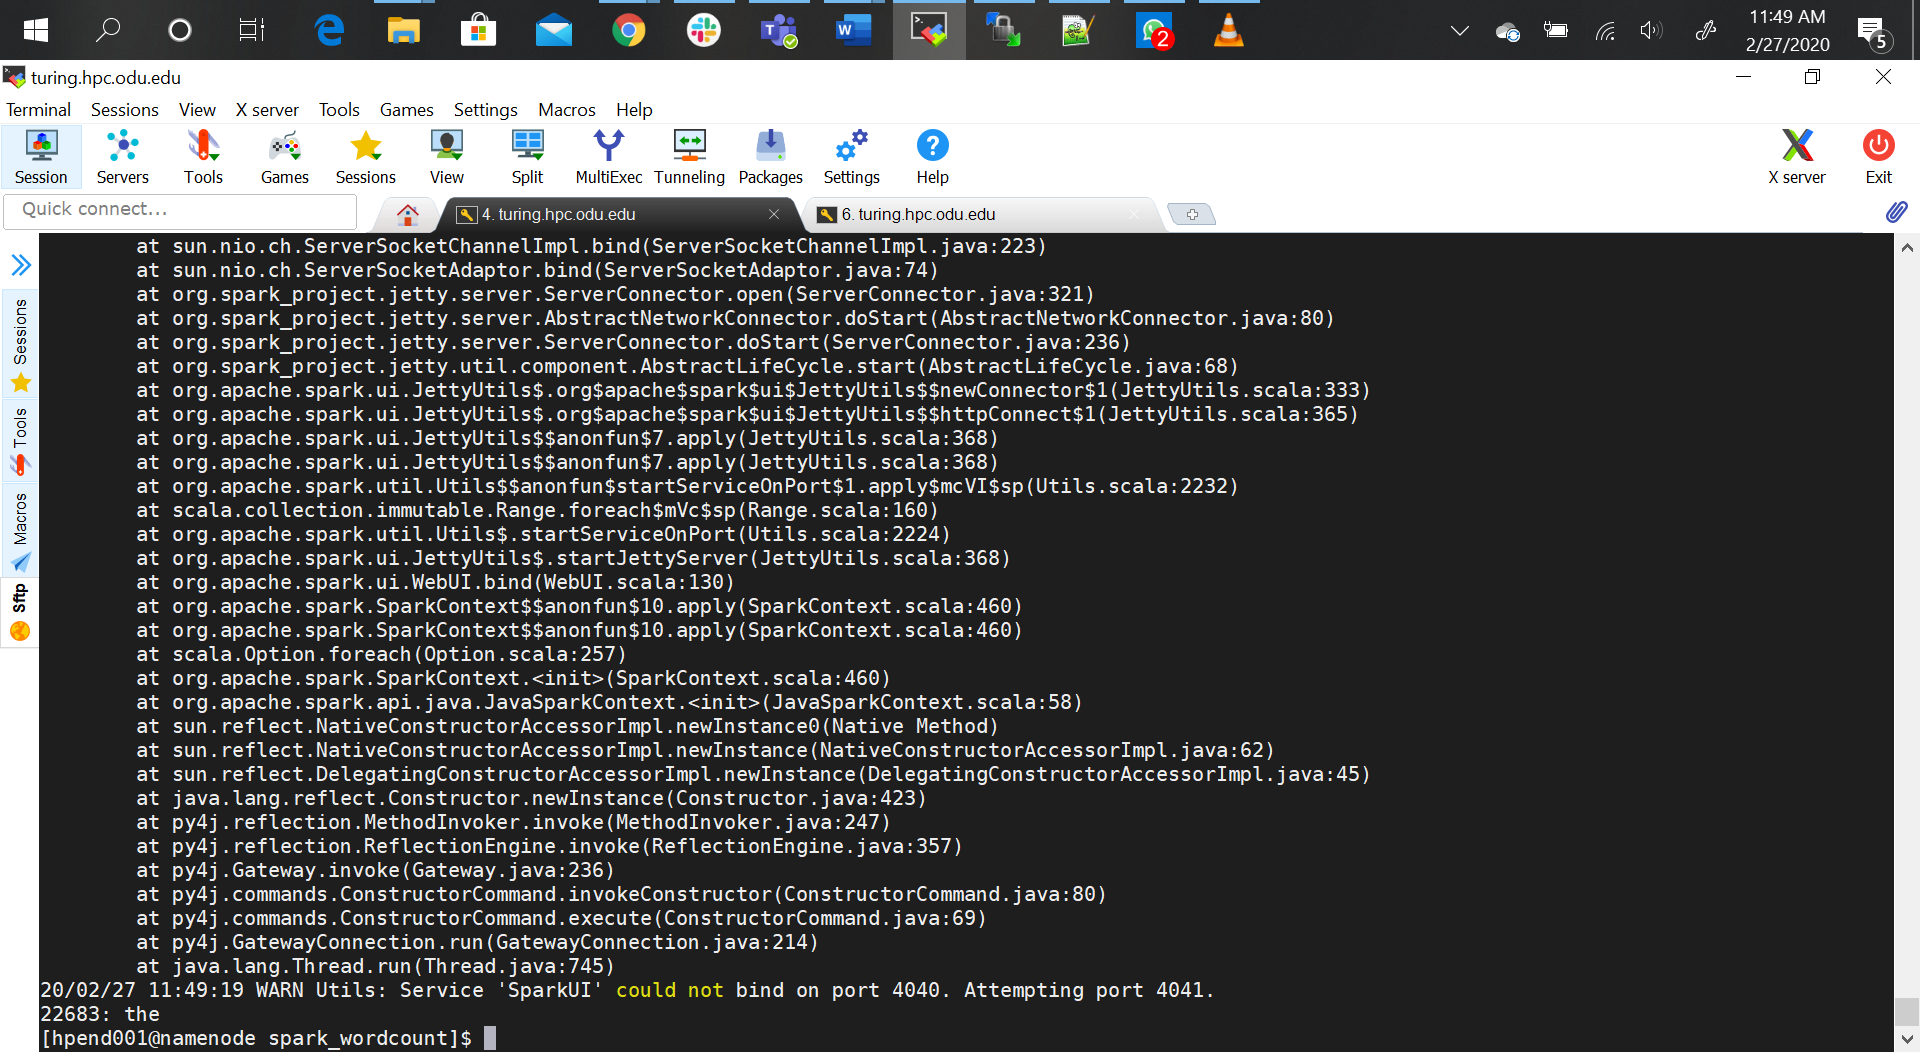 11:49 AM
2/27/2020
2
5
turing.hpc.odu.edu
Terminal Sessions View X server Tools Games Settings Macros Help
Session Servers Tools Games Sessions View Split MultiExec Tunneling Packages Settings Help X server Exit
Quick connect...
4. turing.hpc.odu.edu
6. turing.hpc.odu.edu
Sessions
Tools
Macros
Sftp
at sun.nio.ch.ServerSocketChannelImpl.bind(ServerSocketChannelImpl.java:223)
at sun.nio.ch.ServerSocketAdaptor.bind(ServerSocketAdaptor.java:74)
at org.spark_project.jetty.server.ServerConnector.open(ServerConnector.java:321)
at org.spark_project.jetty.server.AbstractNetworkConnector.doStart(AbstractNetworkConnector.java:80)
at org.spark_project.jetty.server.ServerConnector.doStart(ServerConnector.java:236)
at org.spark_project.jetty.util.component.AbstractLifeCycle.start(AbstractLifeCycle.java:68)
at org.apache.spark.ui.JettyUtils$.org$apache$spark$ui$JettyUtils$$newConnector$1(JettyUtils.scala:333)
at org.apache.spark.ui.JettyUtils$.org$apache$spark$ui$JettyUtils$$httpConnect$1(JettyUtils.scala:365)
at org.apache.spark.ui.JettyUtils$$anonfun$7.apply(JettyUtils.scala:368)
at org.apache.spark.ui.JettyUtils$$anonfun$7.apply(JettyUtils.scala:368)
at org.apache.spark.util.Utils$$anonfun$startServiceOnPort$1.apply$mcVI$sp(Utils.scala:2232)
at scala.collection.immutable.Range.foreach$mVc$sp(Range.scala:160)
at org.apache.spark.util.Utils$.startServiceOnPort(Utils.scala:2224)
at org.apache.spark.ui.JettyUtils$.startJettyServer(JettyUtils.scala:368)
at org.apache.spark.ui.WebUI.bind(WebUI.scala:130)
at org.apache.spark.SparkContext$$anonfun$10.apply(SparkContext.scala:460)
at org.apache.spark.SparkContext$$anonfun$10.apply(SparkContext.scala:460)
at scala.Option.foreach(Option.scala:257)
at org.apache.spark.SparkContext.<init>(SparkContext.scala:460)
at org.apache.spark.api.java.JavaSparkContext.<init>(JavaSparkContext.scala:58)
at sun.reflect.NativeConstructorAccessorImpl.newInstance0(Native Method)
at sun.reflect.NativeConstructorAccessorImpl.newInstance(NativeConstructorAccessorImpl.java:62)
at sun.reflect.DelegatingConstructorAccessorImpl.newInstance(DelegatingConstructorAccessorImpl.java:45)
at java.lang.reflect.Constructor.newInstance(Constructor.java:423)
at py4j.reflection.MethodInvoker.invoke(MethodInvoker.java:247)
at py4j.reflection.ReflectionEngine.invoke(ReflectionEngine.java:357)
at py4j.Gateway.invoke(Gateway.java:236)
at py4j.commands.ConstructorCommand.invokeConstructor(ConstructorCommand.java:80)
at py4j.commands.ConstructorCommand.execute(ConstructorCommand.java:69)
at py4j.GatewayConnection.run(GatewayConnection.java:214)
at java.lang.Thread.run(Thread.java:745)
20/02/27 11:49:19 WARN Utils: Service 'SparkUI' could not bind on port 4040. Attempting port 4041.
22683: the
[hpend001@namenode spark_wordcount]$